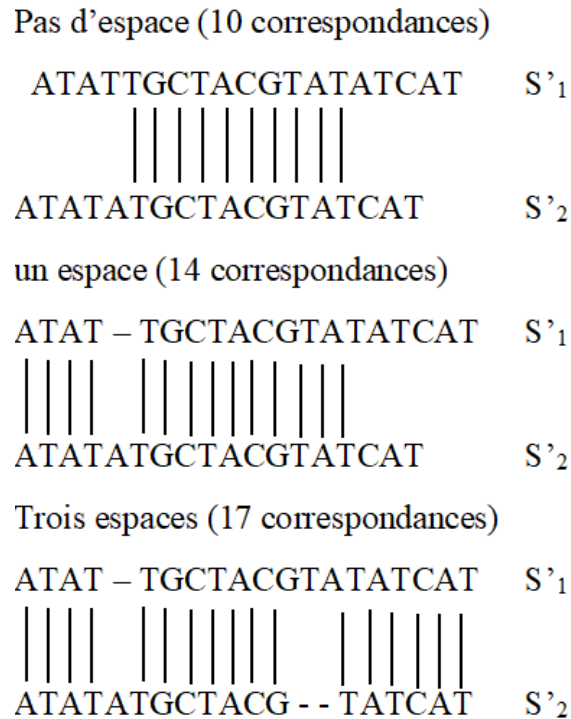 Pas d’espace (10 correspondances)
ATATTGCTACGTATATCAT S’₁
ATATATGCTACGTATCAT S’₂
un espace (14 correspondances)
ATAT – TGCTACGTATATCAT S’₁
ATATATGCTACGTATCAT S’₂
Trois espaces (17 correspondances)
ATAT – TGCTACGTATATCAT S’₁
ATATATGCTACG - - TATCAT S’₂